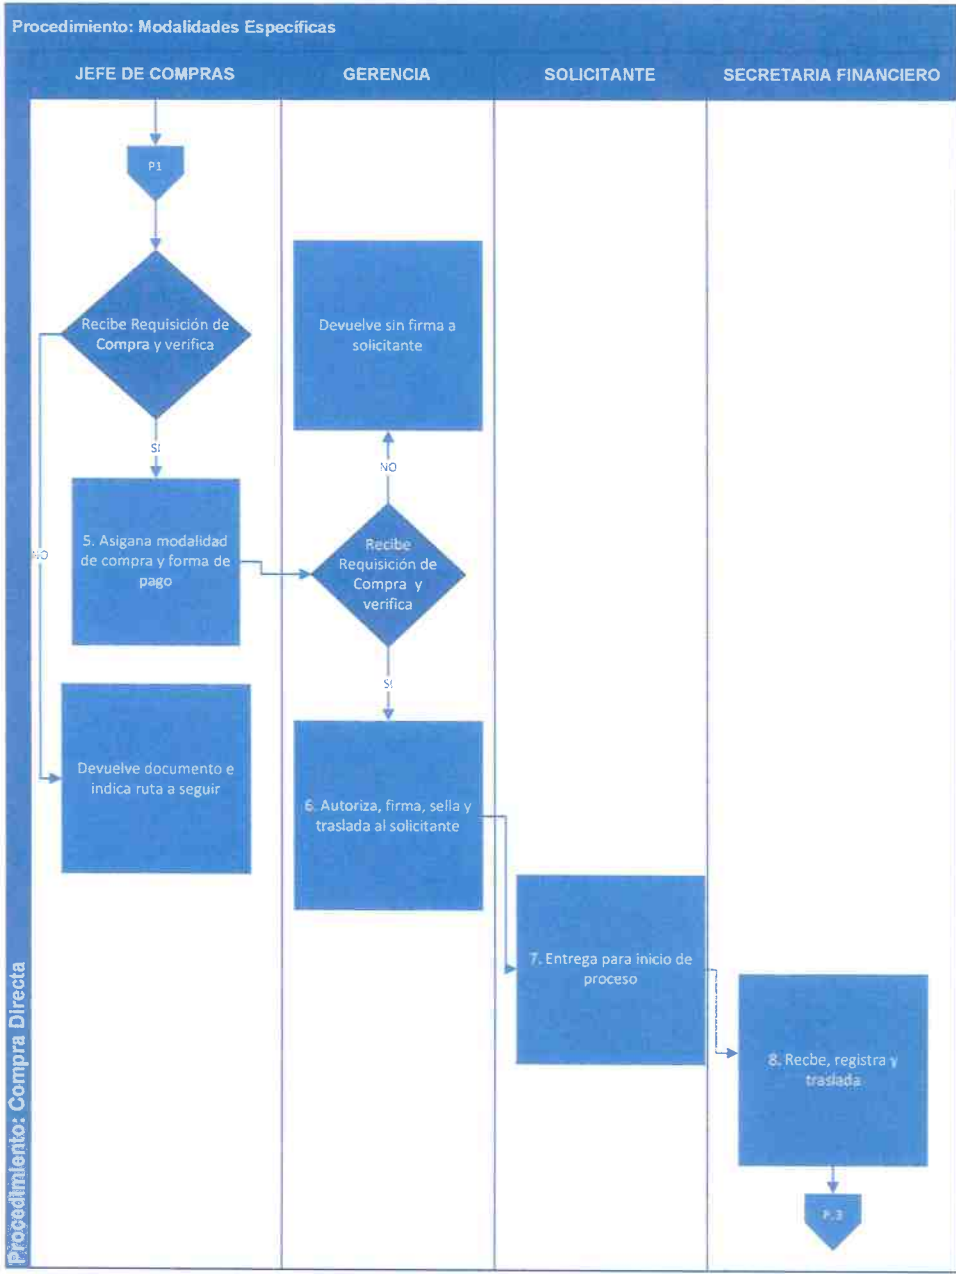 Procedimiento: Modalidades Específicas
JEFE DE COMPRAS
GERENCIA
SOLICITANTE
SECRETARIA FINANCIERO
P1
Recibe Requisición de
Compra y verifica
SI
NO
5. Asigana modalidad
de compra y forma de
pago
Devuelve documento e
indica ruta a seguir
Devuelve sin firma a
solicitante
NO
Recibe
Requisición de
Compra y
verifica
SI
6. Autoriza, firma, sella y
traslada al solicitante
7. Entrega para inicio de
proceso
8. Recbe, registra y
traslada
P.3
Procedimiento: Compra Directa